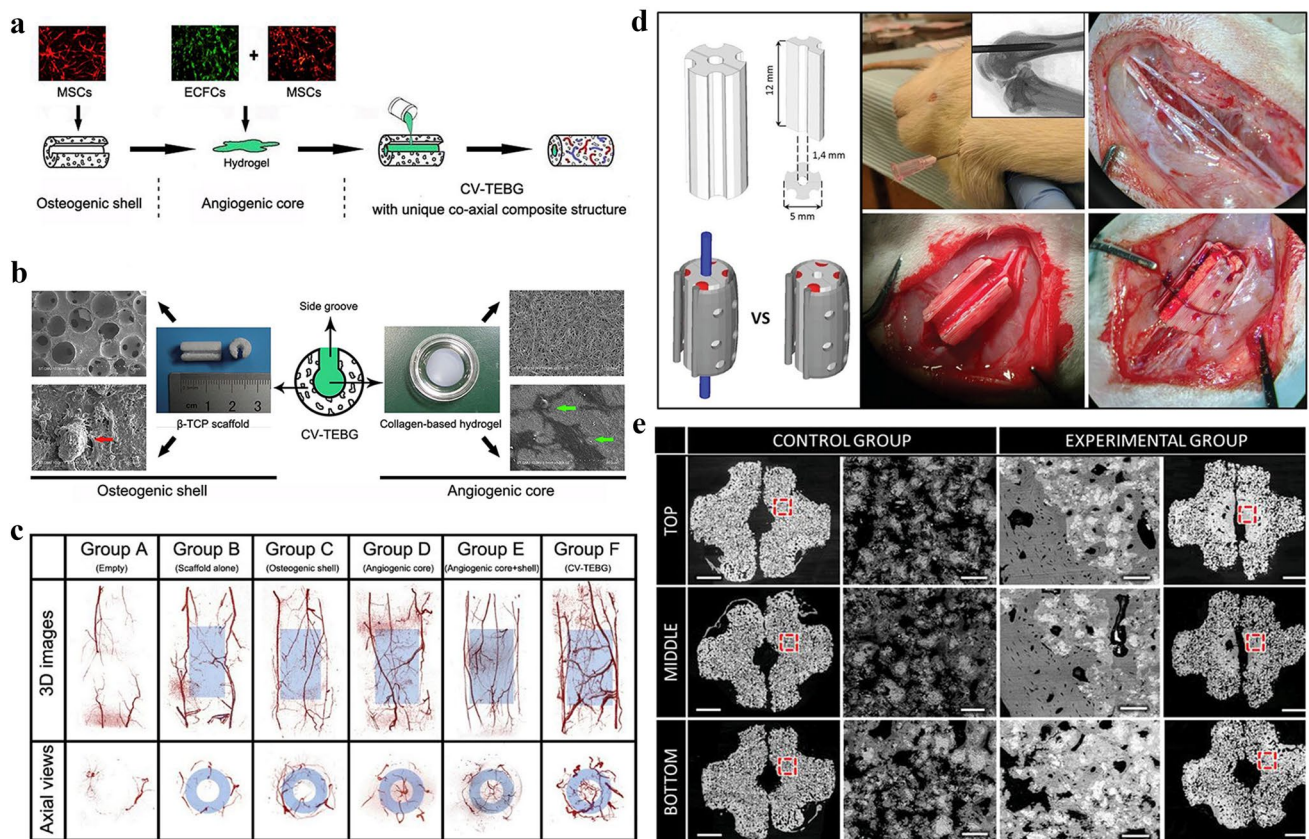 a
MSCs
ECFCs
+
MSCs
Hydrogel
Osteogenic shell
Angiogenic core
CV-TEBG
with unique co-axial composite structure
b
Side groove
β-TCP scaffold
cm 1 2 3
CV-TEBG
Collagen-based hydrogel
Osteogenic shell
Angiogenic core
c
Group A
(Empty)
Group B
(Scaffold alone)
Group C
(Osteogenic shell)
Group D
(Angiogenic core)
Group E
(Angiogenic core+shell)
Group F
(CV-TEBG)
3D images
Axial views
d
12 mm
1,4 mm
5 mm
VS
e
CONTROL GROUP
EXPERIMENTAL GROUP
TOP
MIDDLE
BOTTOM